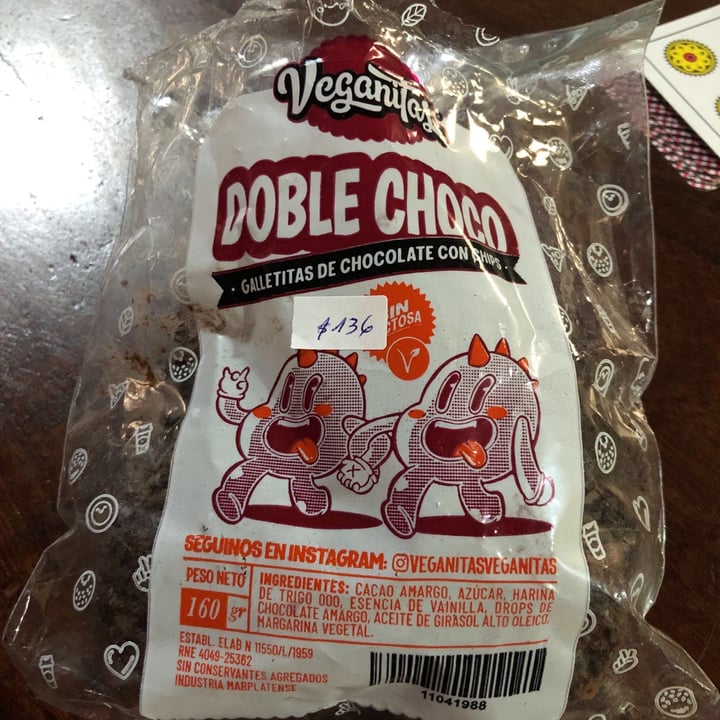 Veganitas
DOBLE CHOCO
· GALLETITAS DE CHOCOLATE CON CHIPS ·
$136
SIN
LACTOSA
V
SEGUINOS EN INSTAGRAM: @VEGANITASVEGANITAS
PESO NETO
160 gr
INGREDIENTES: CACAO AMARGO, AZÚCAR, HARINA
DE TRIGO 000, ESENCIA DE VAINILLA, DROPS DE
CHOCOLATE AMARGO, ACEITE DE GIRASOL ALTO OLEICO,
MARGARINA VEGETAL.
ESTABL. ELAB N 11550/L/1959
RNE 4049-25362
SIN CONSERVANTES AGREGADOS
INDUSTRIA MARPLATENSE
11041988